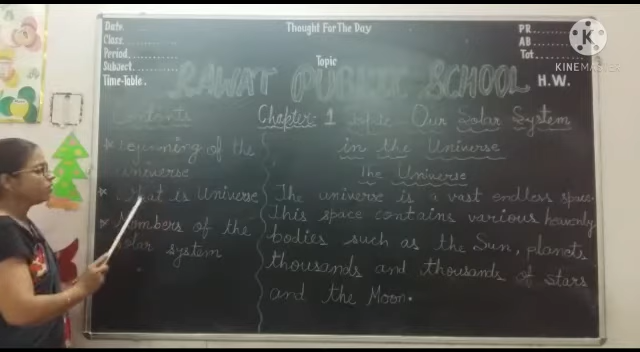 Date..........
Class..........
Period..........
Subject..........
Time-Table.
Thought For The Day
Topic
PR..........
AB..........
Tot..........
H.W.
KINEMASTER
RAWAT PUBLIC SCHOOL
Contents
* Beginning of the
universe
* What is Universe
* Members of the
solar system
Chapter: 1 Topic - Our Solar System
in the Universe
The Universe
The universe is a vast endless space.
This space contains various heavenly
bodies such as the Sun, planets
thousands and thousands of stars
and the Moon.